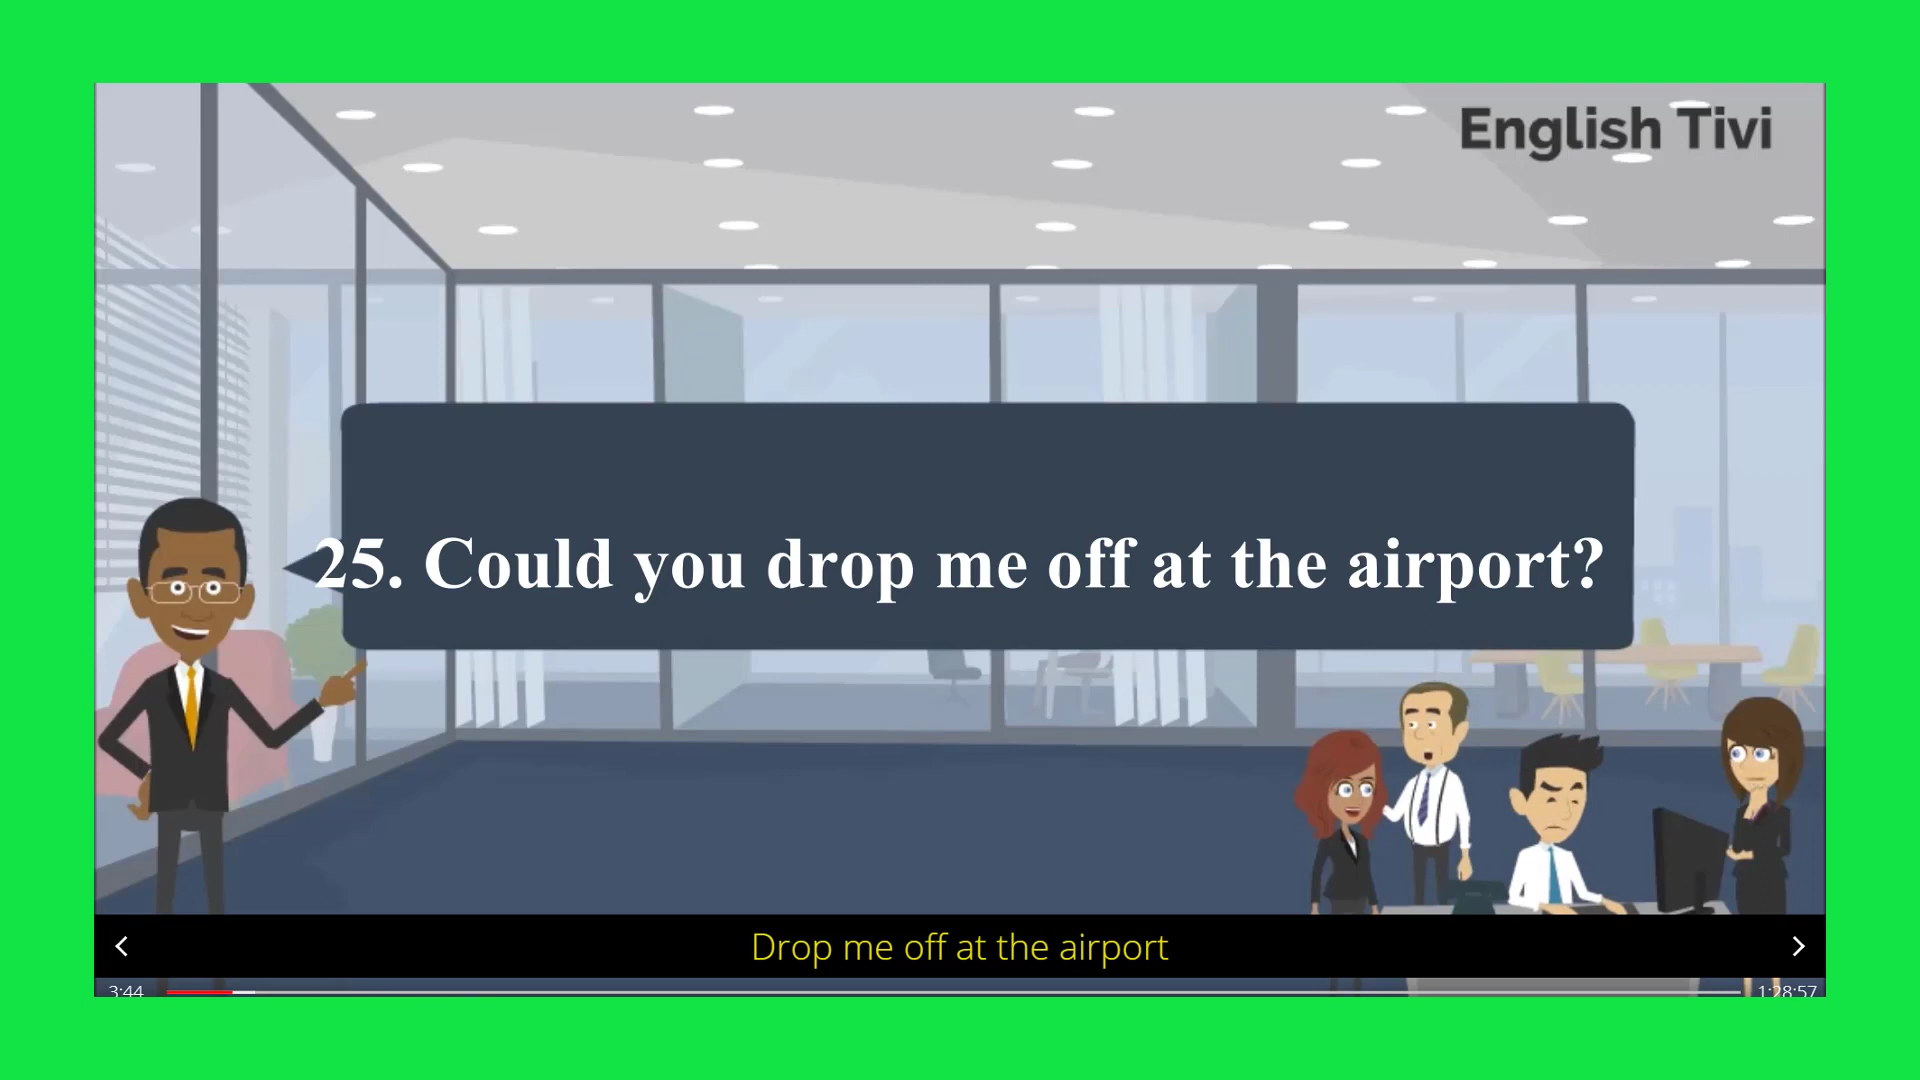 English Tivi
25. Could you drop me off at the airport?
Drop me off at the airport
3:44
1:28:57